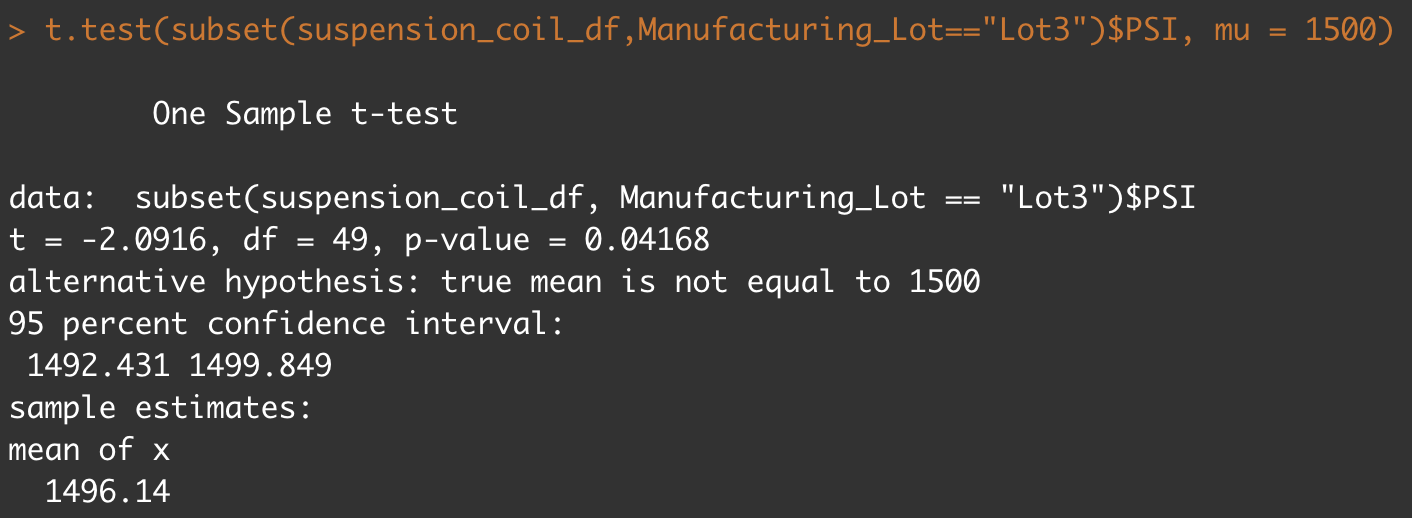 > t.test(subset(suspension_coil_df,Manufacturing_Lot=="Lot3")$PSI, mu = 1500)
One Sample t-test
data:  subset(suspension_coil_df, Manufacturing_Lot == "Lot3")$PSI
t = -2.0916, df = 49, p-value = 0.04168
alternative hypothesis: true mean is not equal to 1500
95 percent confidence interval:
1492.431 1499.849
sample estimates:
mean of x
1496.14